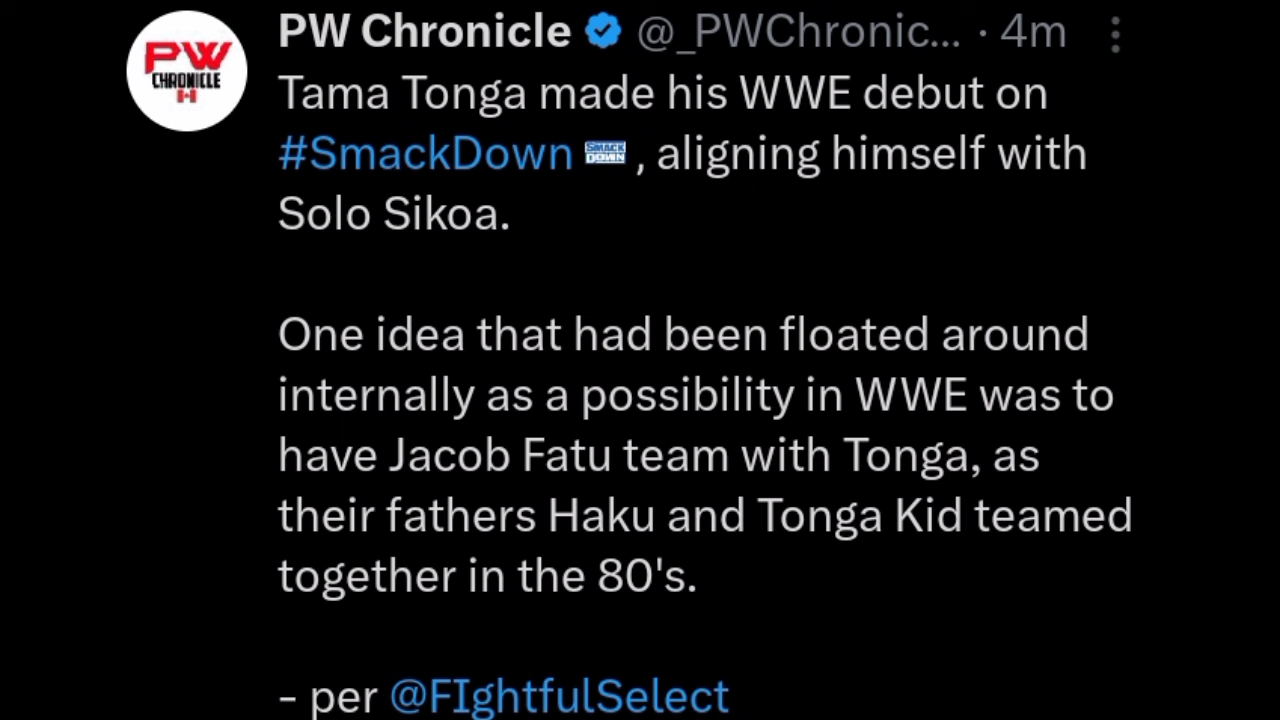 PW Chronicle @_PWChronic... · 4m
PW
CHRONICLE
Tama Tonga made his WWE debut on
#SmackDown SMACK DOWN , aligning himself with
Solo Sikoa.
One idea that had been floated around
internally as a possibility in WWE was to
have Jacob Fatu team with Tonga, as
their fathers Haku and Tonga Kid teamed
together in the 80's.
- per @FIghtfulSelect